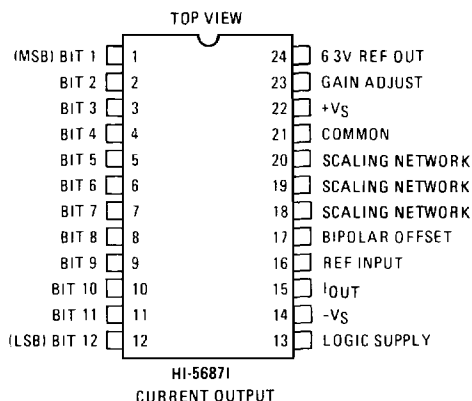 TOP VIEW
(MSB) BIT 1 1 24 6 3V REF OUT
BIT 2 2 23 GAIN ADJUST
BIT 3 3 22 +VS
BIT 4 4 21 COMMON
BIT 5 5 20 SCALING NETWORK
BIT 6 6 19 SCALING NETWORK
BIT 7 7 18 SCALING NETWORK
BIT 8 8 17 BIPOLAR OFFSET
BIT 9 9 16 REF INPUT
BIT 10 10 15 IOUT
BIT 11 11 14 -VS
(LSB) BIT 12 12 13 LOGIC SUPPLY
HI-5687I
CURRENT OUTPUT